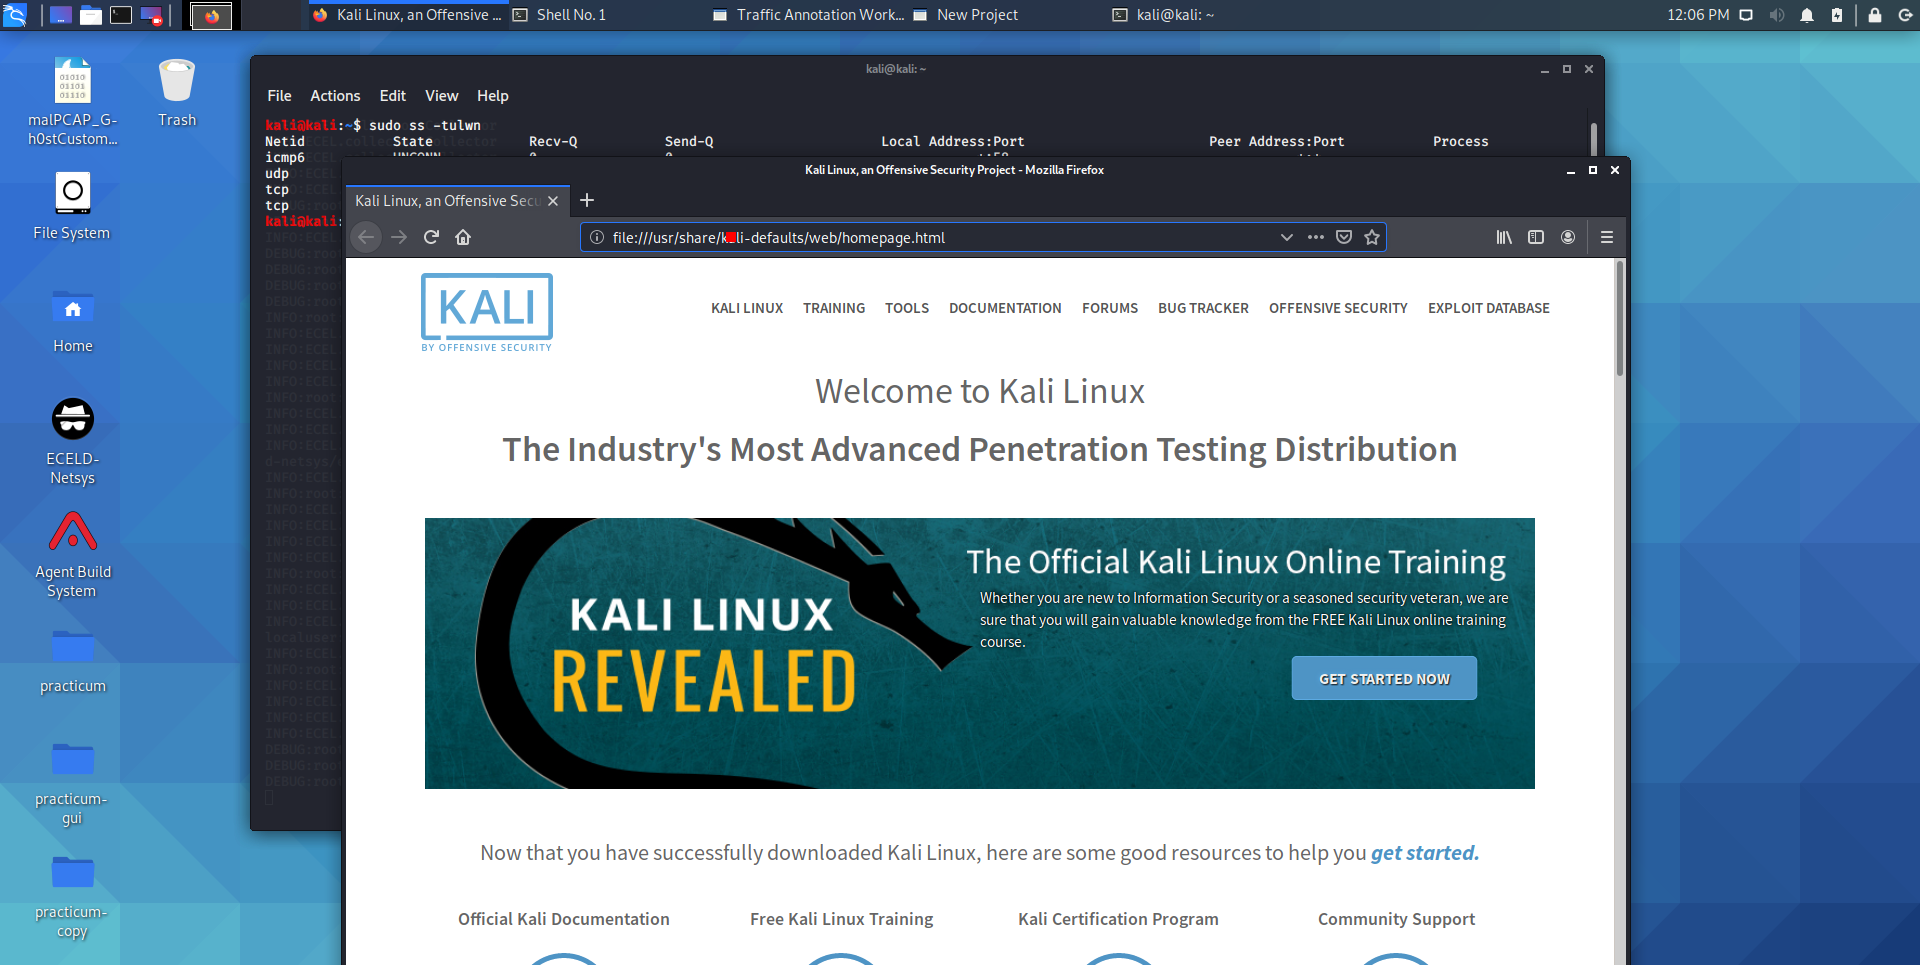 Kali Linux, an Offensive ...
Shell No. 1
Traffic Annotation Work...
New Project
kali@kali: ~
12:06 PM
01010
01101
01110
malPCAP_G-
h0stCustom...
Trash
File System
Home
ECELD-
Netsys
Agent Build
System
practicum
practicum-
gui
practicum-
copy
kali@kali: ~
File Actions Edit View Help
kali@kali:~$ sudo ss -tulwn
Netid State Recv-Q Send-Q Local Address:Port Peer Address:Port Process
icmp6 UNCONN
udp
tcp
tcp
kali@kali:
Kali Linux, an Offensive Security Project - Mozilla Firefox
Kali Linux, an Offensive Secu
file:///usr/share/kali-defaults/web/homepage.html
KALI
BY OFFENSIVE SECURITY
KALI LINUX TRAINING TOOLS DOCUMENTATION FORUMS BUG TRACKER OFFENSIVE SECURITY EXPLOIT DATABASE
Welcome to Kali Linux
The Industry's Most Advanced Penetration Testing Distribution
KALI LINUX
REVEALED
The Official Kali Linux Online Training
Whether you are new to Information Security or a seasoned security veteran, we are
sure that you will gain valuable knowledge from the FREE Kali Linux online training
course.
GET STARTED NOW
Now that you have successfully downloaded Kali Linux, here are some good resources to help you get started.
Official Kali Documentation
Free Kali Linux Training
Kali Certification Program
Community Support